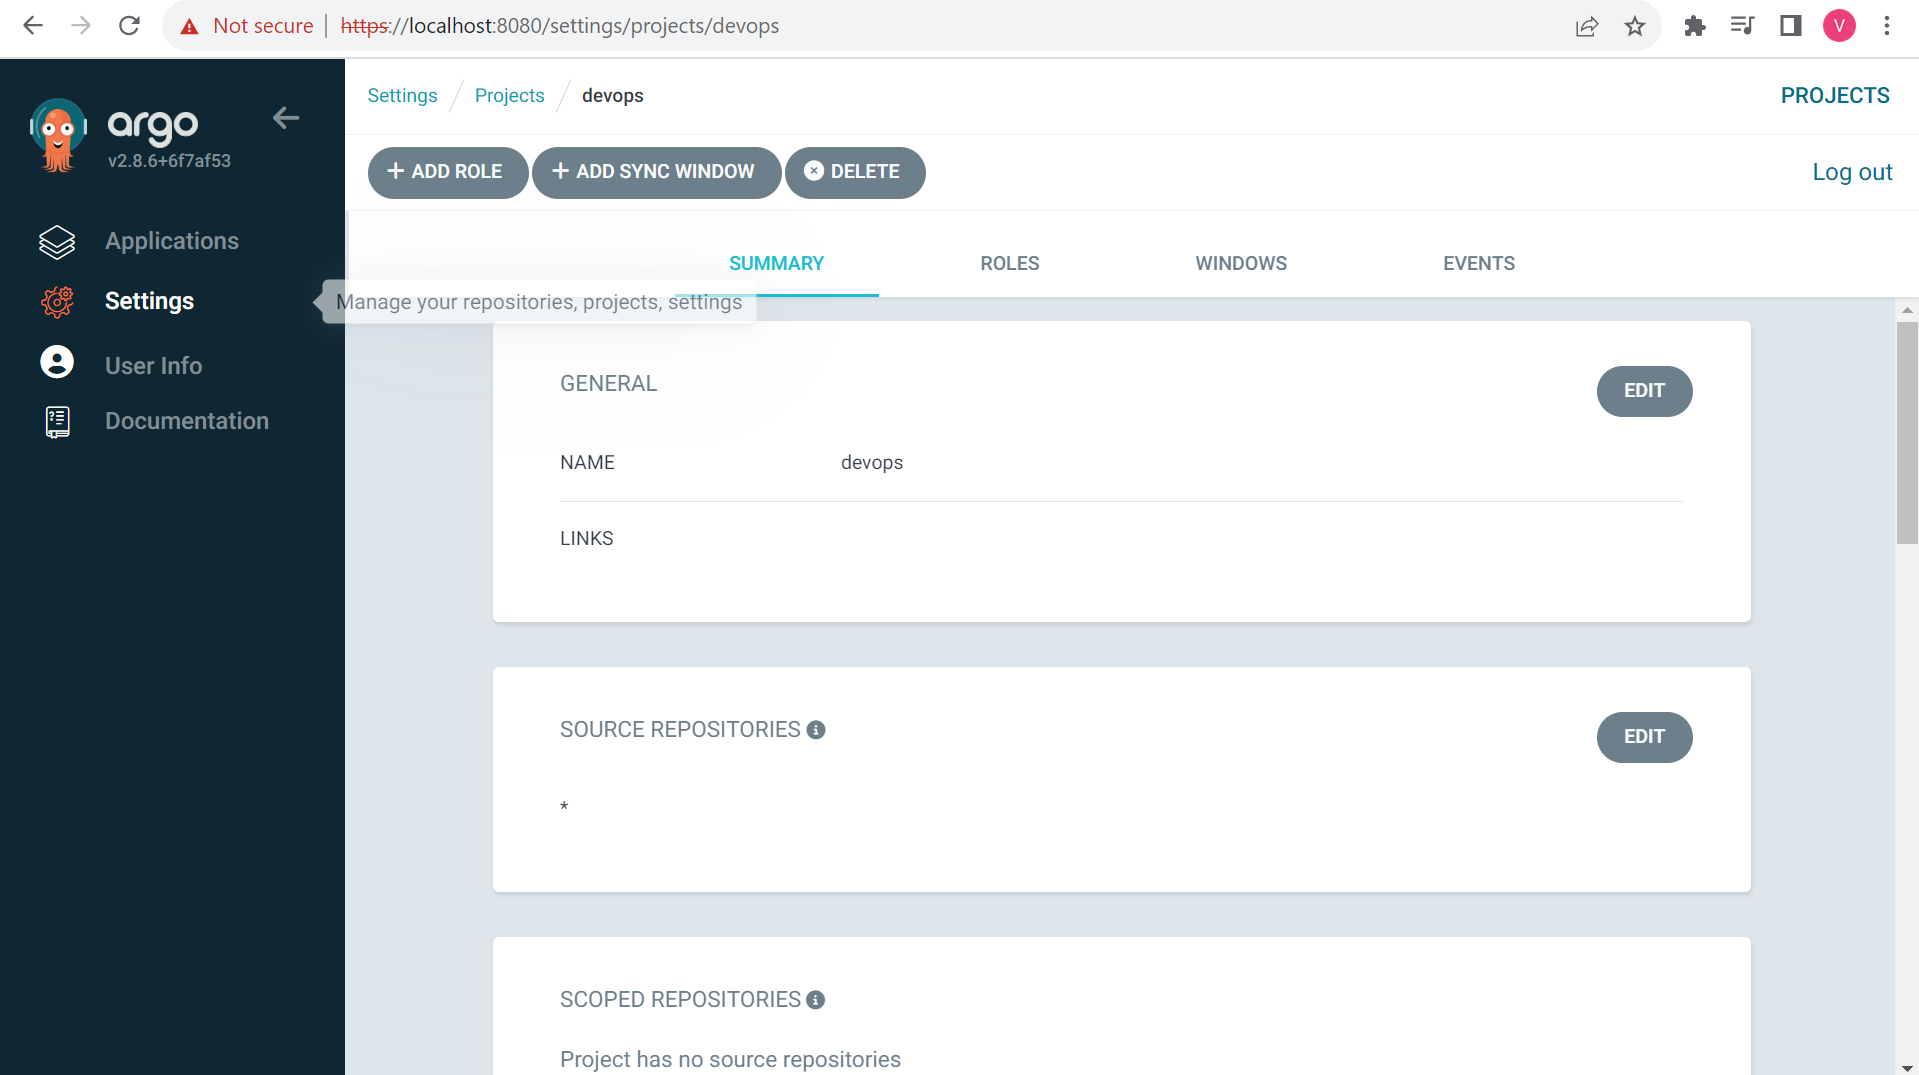 Not secure | https://localhost:8080/settings/projects/devops
V
argo
v2.8.6+6f7af53
Applications
Settings
User Info
Documentation
Settings / Projects / devops
PROJECTS
+ ADD ROLE
+ ADD SYNC WINDOW
DELETE
Log out
SUMMARY
ROLES
WINDOWS
EVENTS
Manage your repositories, projects, settings
GENERAL
EDIT
NAME
devops
LINKS
SOURCE REPOSITORIES
EDIT
*
SCOPED REPOSITORIES
Project has no source repositories